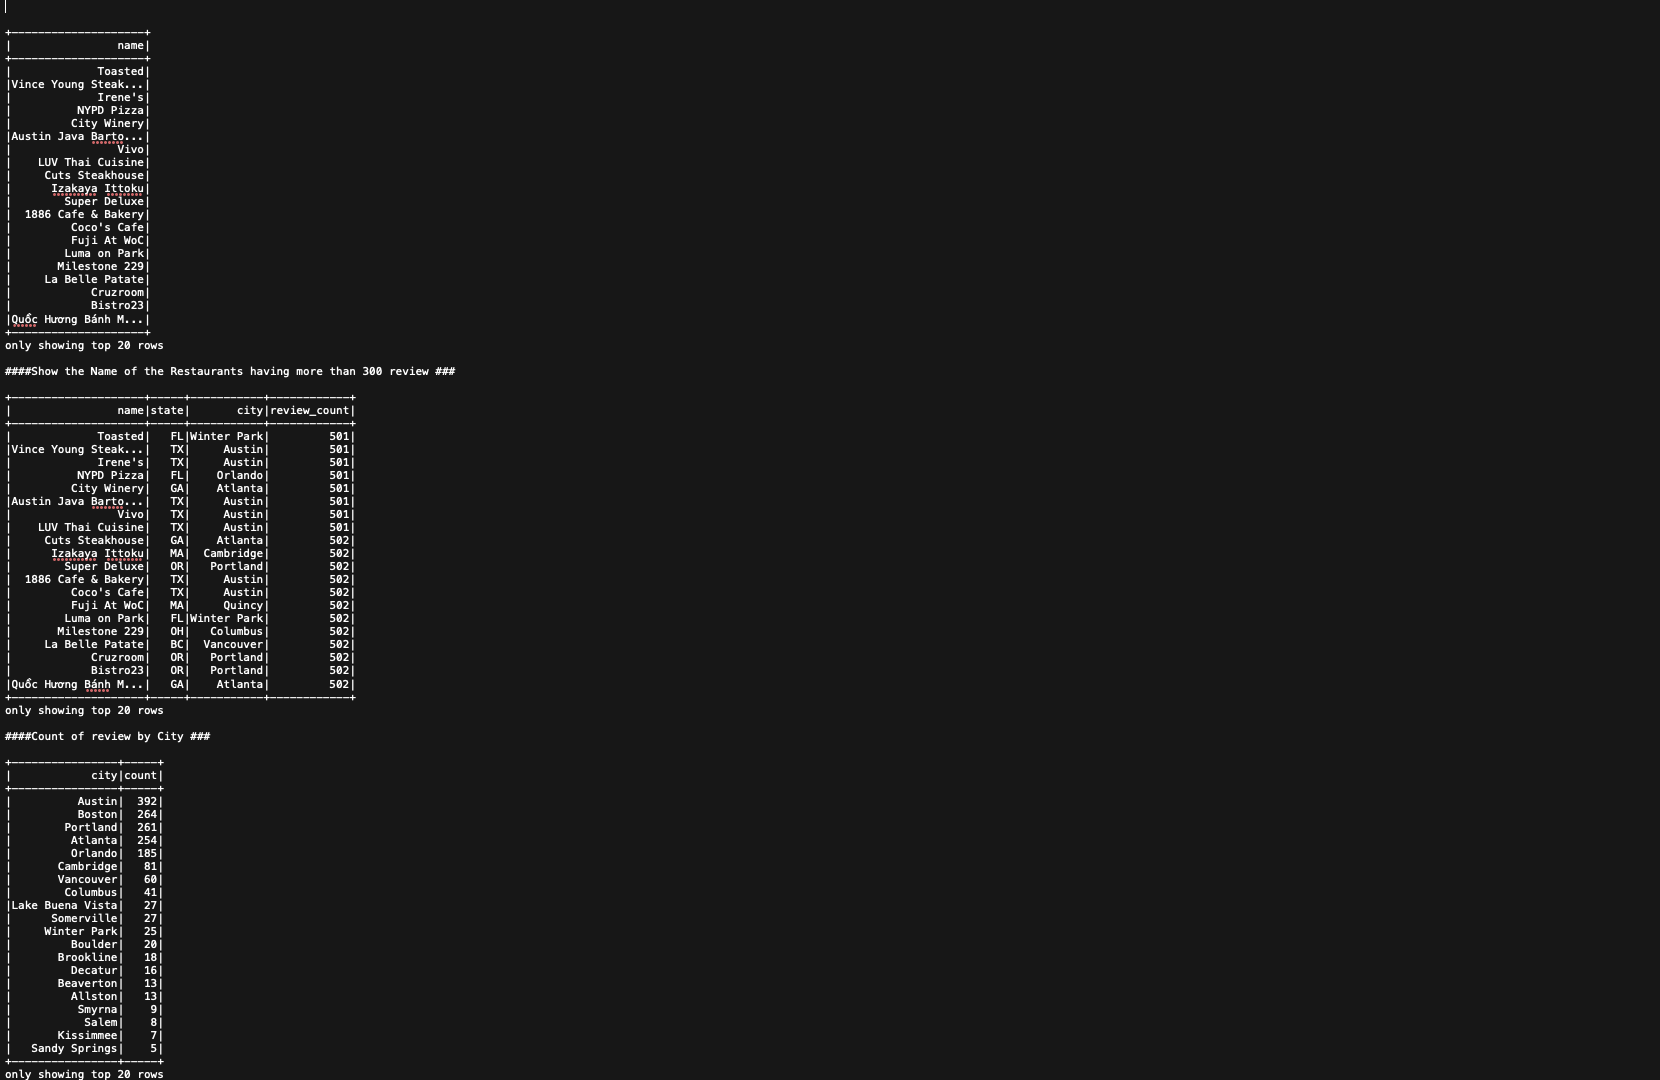 +--------------------+
|                name|
+--------------------+
|             Toasted|
|Vince Young Steak...|
|             Irene's|
|          NYPD Pizza|
|         City Winery|
|Austin Java Barto...|
|                Vivo|
|    LUV Thai Cuisine|
|     Cuts Steakhouse|
|      Izakaya Ittoku|
|        Super Deluxe|
|  1886 Cafe & Bakery|
|         Coco's Cafe|
|         Fuji At WoC|
|        Luma on Park|
|       Milestone 229|
|     La Belle Patate|
|            Cruzroom|
|            Bistro23|
|Quốc Hương Bánh M...|
+--------------------+
only showing top 20 rows
####Show the Name of the Restaurants having more than 300 review ###
+--------------------+-----+-----------+------------+
|                name|state|       city|review_count|
+--------------------+-----+-----------+------------+
|             Toasted|   FL|Winter Park|         501|
|Vince Young Steak...|   TX|     Austin|         501|
|             Irene's|   TX|     Austin|         501|
|          NYPD Pizza|   FL|    Orlando|         501|
|         City Winery|   GA|    Atlanta|         501|
|Austin Java Barto...|   TX|     Austin|         501|
|                Vivo|   TX|     Austin|         501|
|    LUV Thai Cuisine|   TX|     Austin|         501|
|     Cuts Steakhouse|   GA|    Atlanta|         502|
|      Izakaya Ittoku|   MA|  Cambridge|         502|
|        Super Deluxe|   OR|   Portland|         502|
|  1886 Cafe & Bakery|   TX|     Austin|         502|
|         Coco's Cafe|   TX|     Austin|         502|
|         Fuji At WoC|   MA|     Quincy|         502|
|        Luma on Park|   FL|Winter Park|         502|
|       Milestone 229|   OH|   Columbus|         502|
|     La Belle Patate|   BC|  Vancouver|         502|
|            Cruzroom|   OR|   Portland|         502|
|            Bistro23|   OR|   Portland|         502|
|Quốc Hương Bánh M...|   GA|    Atlanta|         502|
+--------------------+-----+-----------+------------+
only showing top 20 rows
####Count of review by City ###
+----------------+-----+
|            city|count|
+----------------+-----+
|          Austin|  392|
|          Boston|  264|
|        Portland|  261|
|         Atlanta|  254|
|         Orlando|  185|
|       Cambridge|   81|
|       Vancouver|   60|
|        Columbus|   41|
|Lake Buena Vista|   27|
|      Somerville|   27|
|     Winter Park|   25|
|         Boulder|   20|
|       Brookline|   18|
|         Decatur|   16|
|       Beaverton|   13|
|         Allston|   13|
|          Smyrna|    9|
|           Salem|    8|
|       Kissimmee|    7|
|   Sandy Springs|    5|
+----------------+-----+
only showing top 20 rows